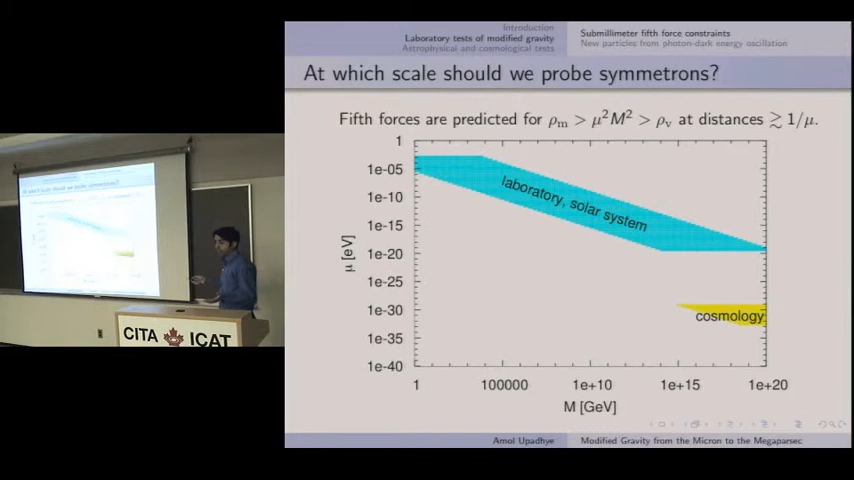 Introduction
Laboratory tests of modified gravity
Astrophysical and cosmological tests
Submillimeter fifth force constraints
New particles from photon-dark energy oscillation
At which scale should we probe symmetrons?
Fifth forces are predicted for ρm > μ²M² > ρv at distances ≳ 1/μ.
1
1e-05
1e-10
1e-15
1e-20
1e-25
1e-30
1e-35
1e-40
μ [eV]
laboratory, solar system
cosmology
1 100000 1e+10 1e+15 1e+20
M [GeV]
Amol Upadhye
Modified Gravity from the Micron to the Megaparsec
CITA ICAT